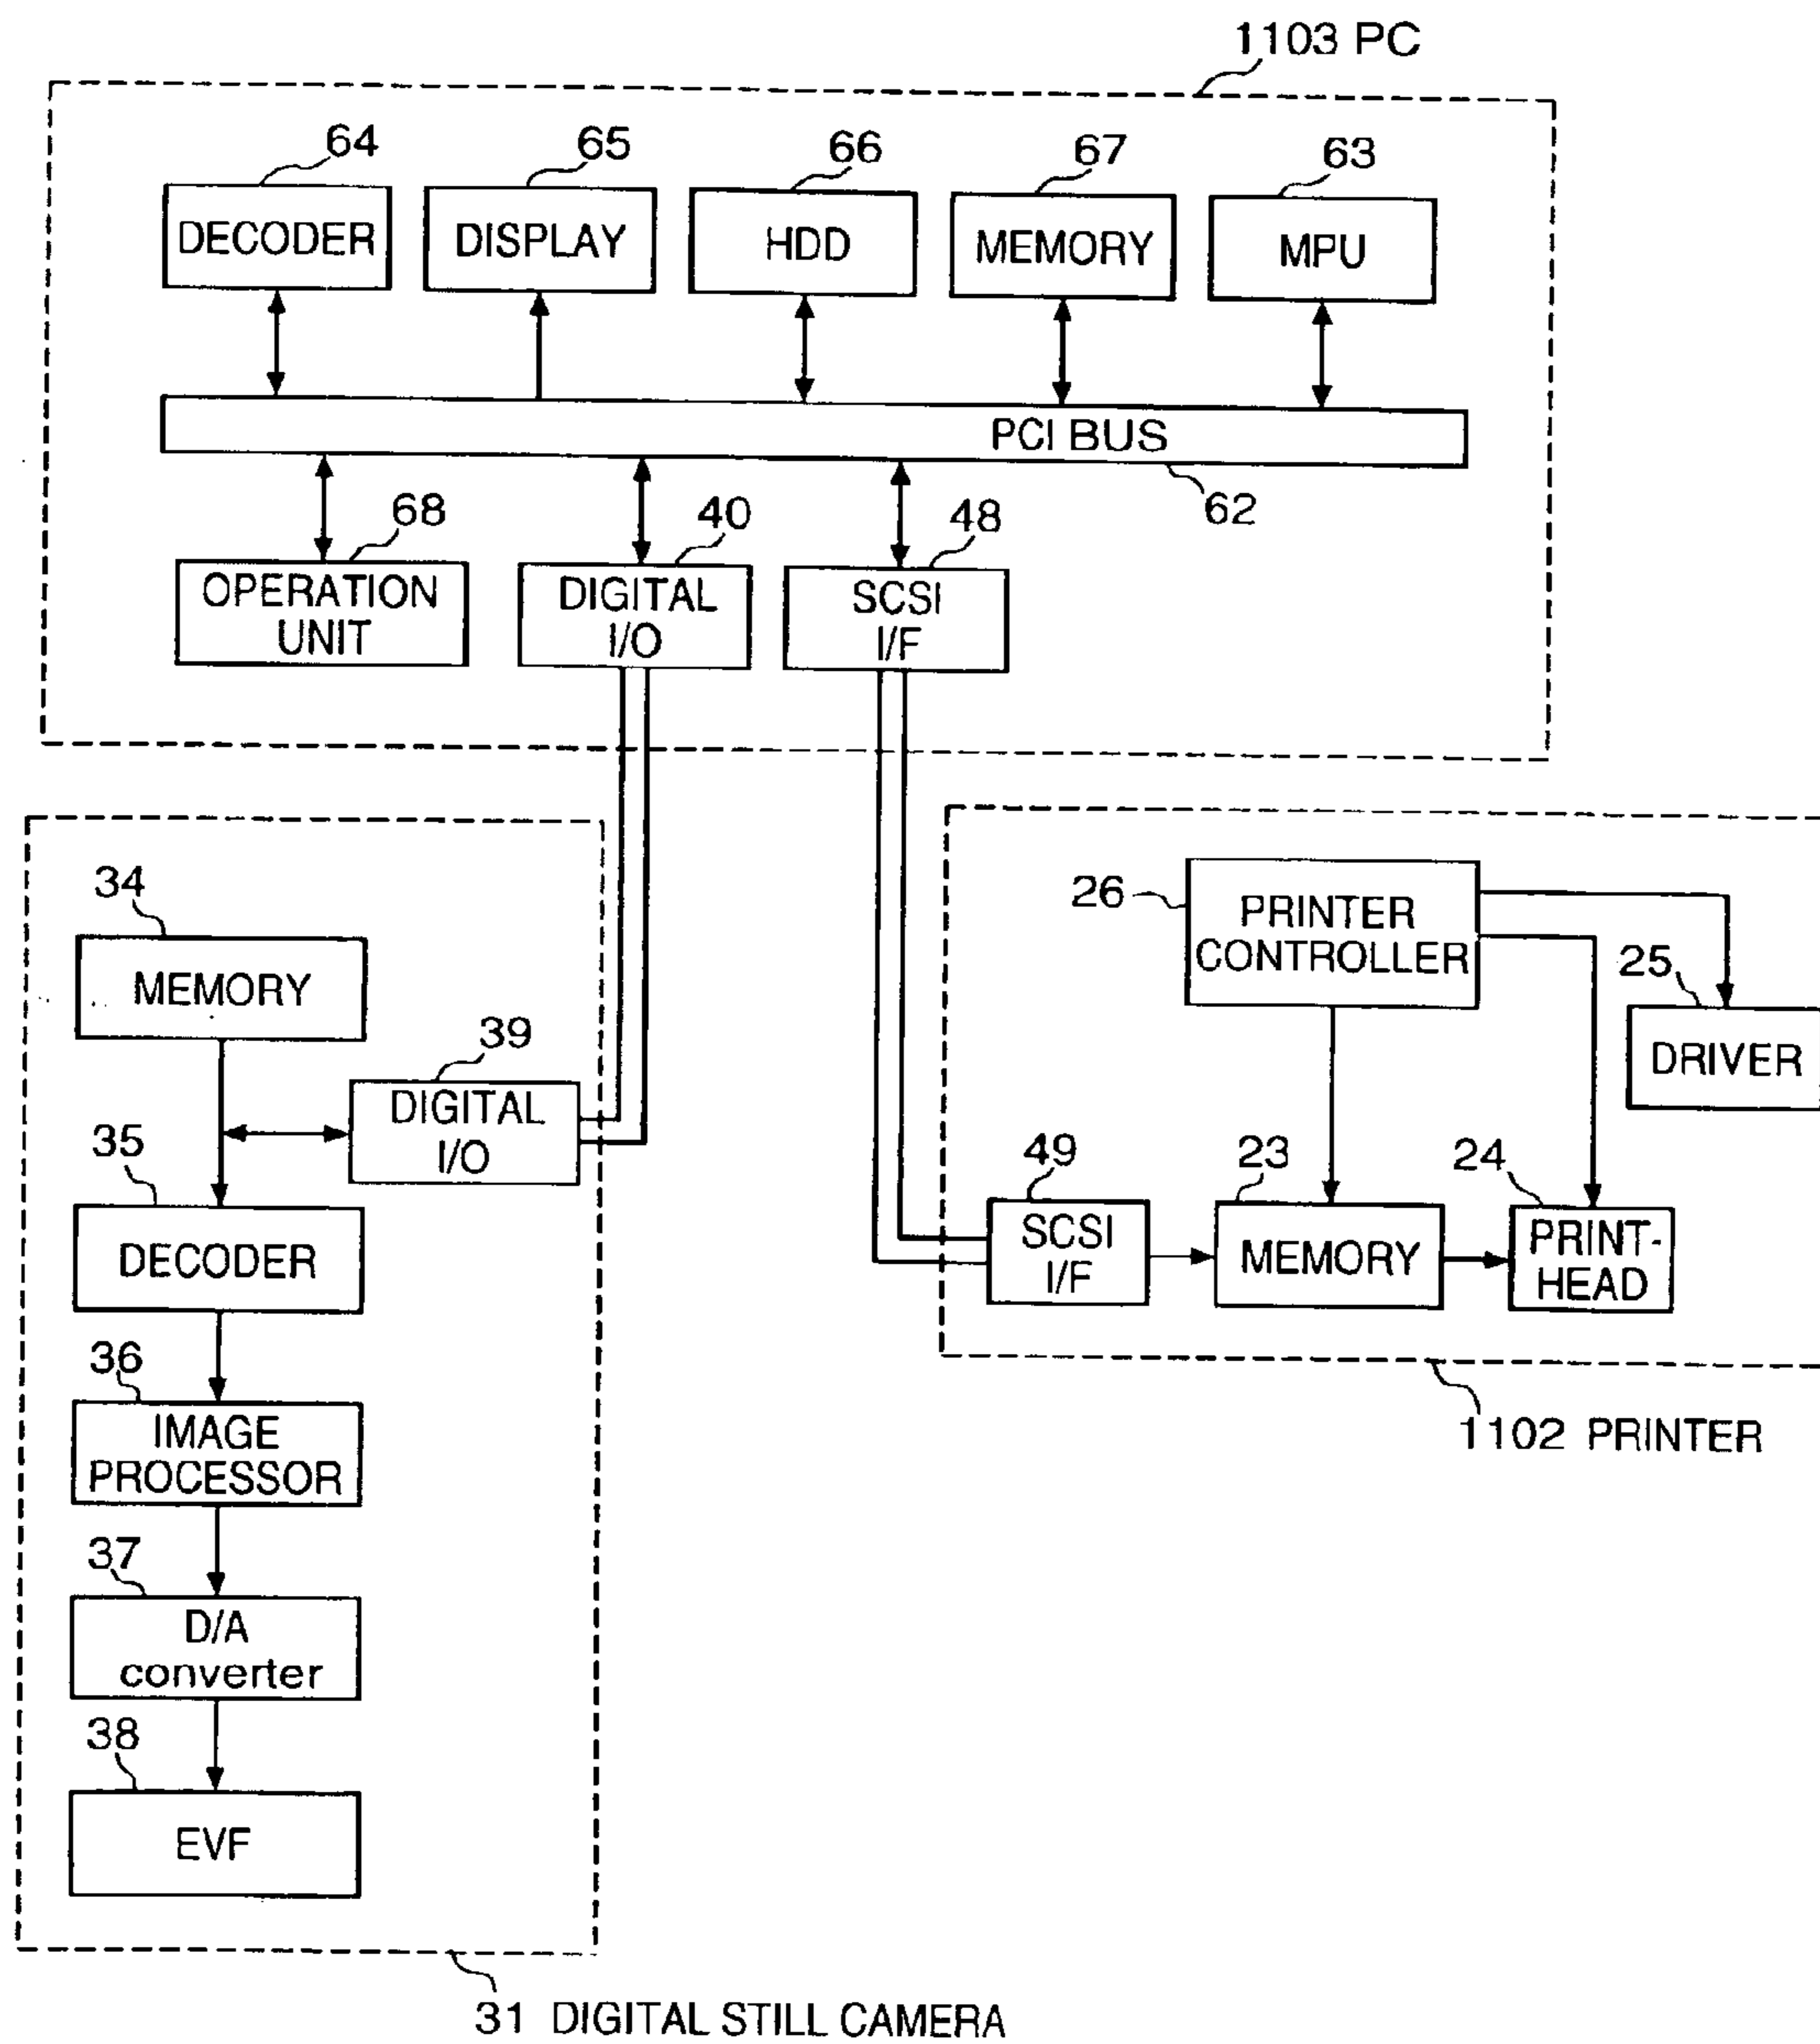 1103 PC
64
65
66
67
63
DECODER
DISPLAY
HDD
MEMORY
MPU
PCI BUS
62
68
40
48
OPERATION
UNIT
DIGITAL
I/O
SCSI
I/F
34
MEMORY
39
DIGITAL
I/O
35
DECODER
36
IMAGE
PROCESSOR
37
D/A
converter
38
EVF
31 DIGITAL STILL CAMERA
26
PRINTER
CONTROLLER
25
DRIVER
49
SCSI
I/F
23
MEMORY
24
PRINT-
HEAD
1102 PRINTER